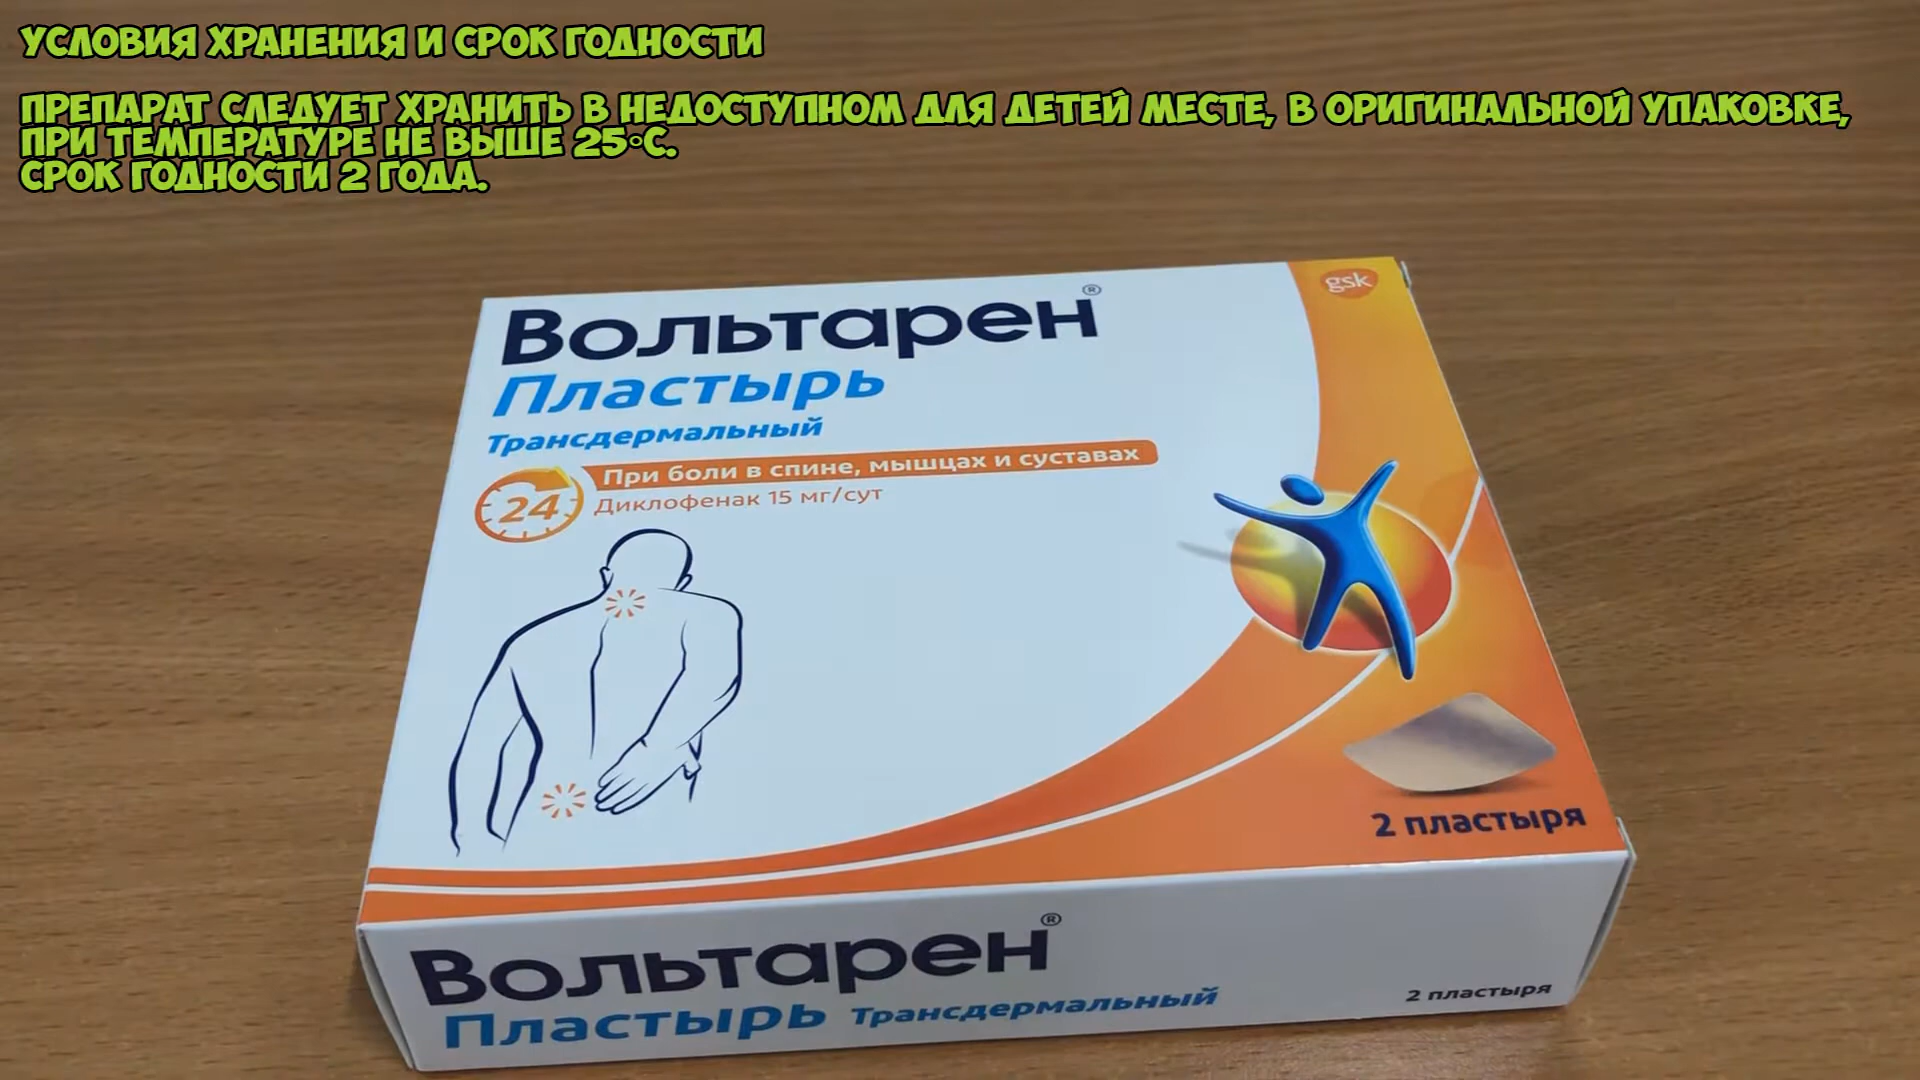 УСЛОВИЯ ХРАНЕНИЯ И СРОК ГОДНОСТИ
ПРЕПАРАТ СЛЕДУЕТ ХРАНИТЬ В НЕДОСТУПНОМ ДЛЯ ДЕТЕЙ МЕСТЕ, В ОРИГИНАЛЬНОЙ УПАКОВКЕ,
ПРИ ТЕМПЕРАТУРЕ НЕ ВЫШЕ 25°C.
СРОК ГОДНОСТИ 2 ГОДА.
gsk
Вольтарен®
Пластырь
Трансдермальный
24 При боли в спине, мышцах и суставах
Диклофенак 15 мг/сут
2 пластыря
Вольтарен®
Пластырь Трансдермальный
2 пластыря